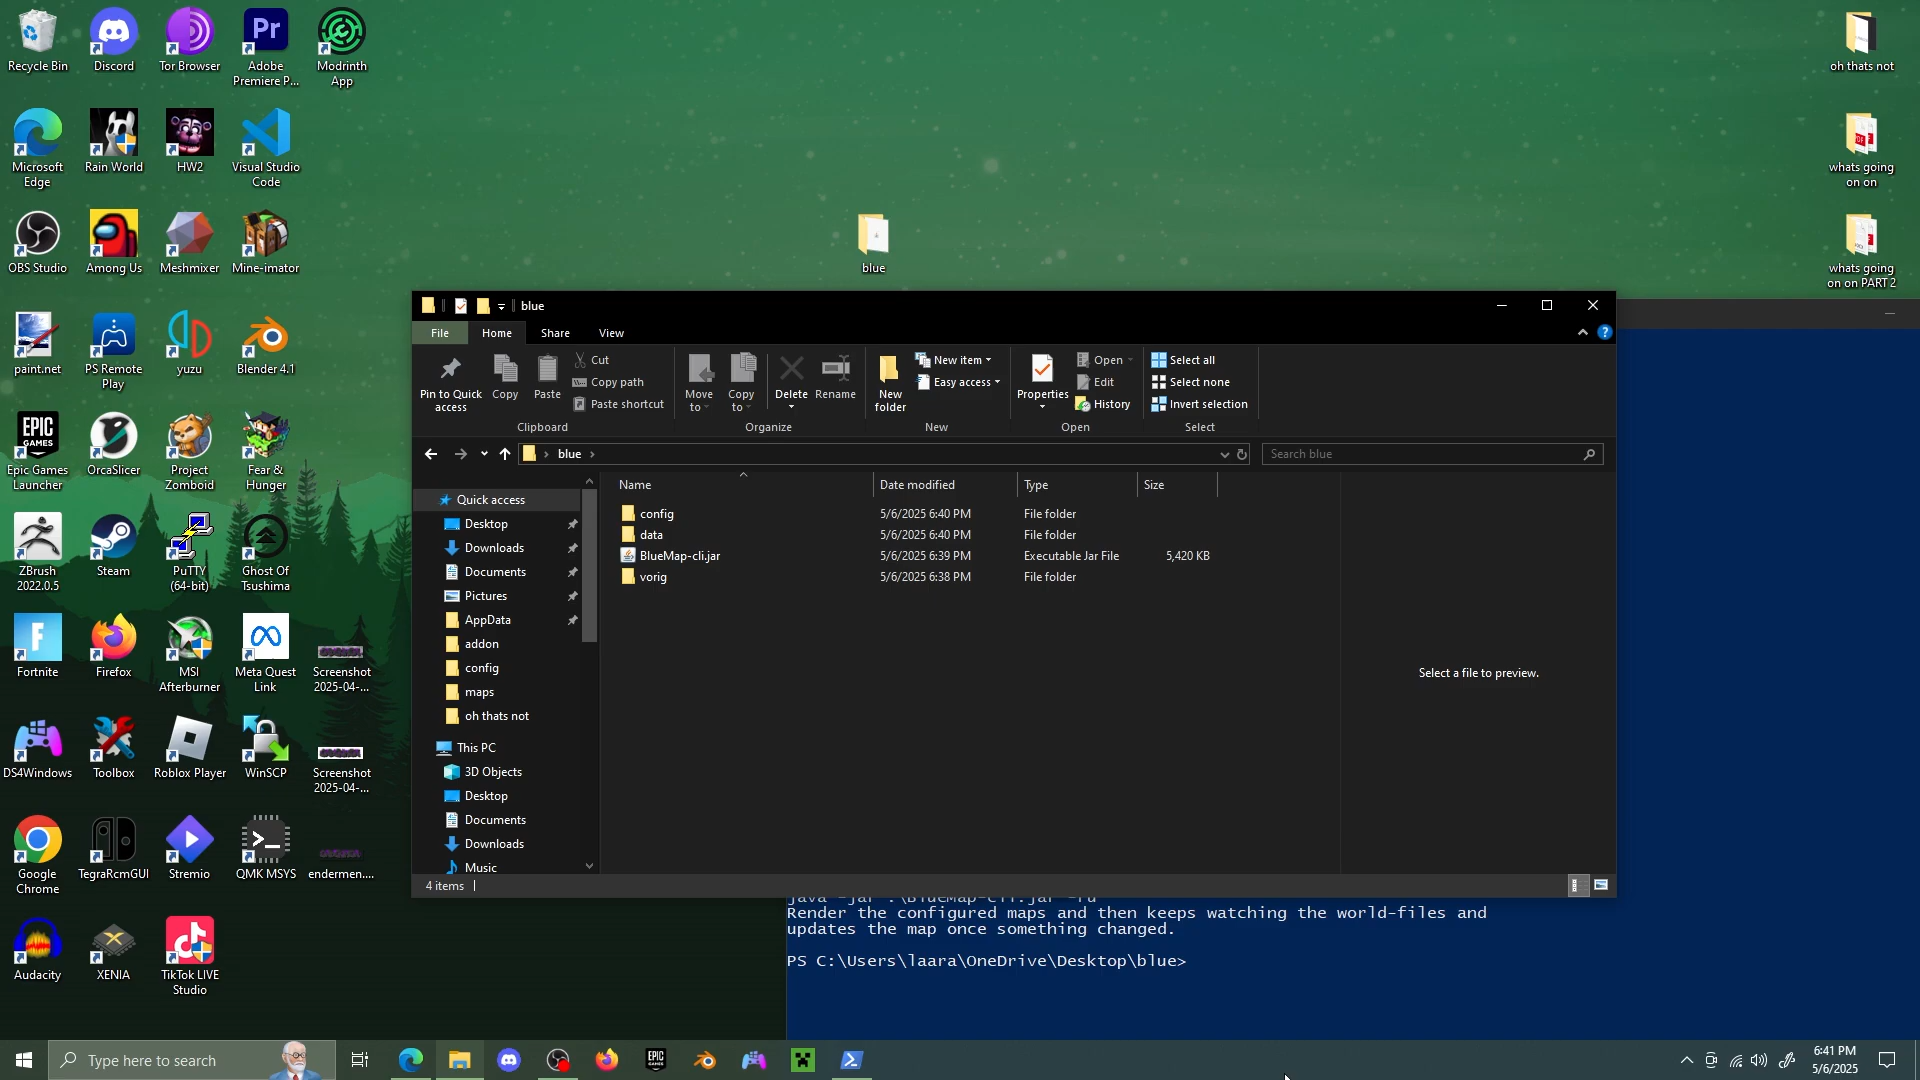 Recycle Bin
Discord
Tor Browser
Adobe
Premiere P...
Modrinth
App
oh thats not
Microsoft
Edge
Rain World
HW2
Visual Studio
Code
whats going
on on
OBS Studio
Among Us
Meshmixer
Mine-imator
blue
whats going
on on PART 2
paint.net
PS Remote
Play
yuzu
Blender 4.1
Epic Games
Launcher
OrcaSlicer
Project
Zomboid
Fear &
Hunger
ZBrush
2022.0.5
Steam
PuTTY
(64-bit)
Ghost Of
Tsushima
Fortnite
Firefox
MSI
Afterburner
Meta Quest
Link
Screenshot
2025-04-...
DS4Windows
Toolbox
Roblox Player
WinSCP
Screenshot
2025-04-...
Google
Chrome
TegraRcmGUI
Stremio
QMK MSYS
endermen....
Audacity
XENIA
TikTok LIVE
Studio
blue
File
Home
Share
View
Pin to Quick
access
Copy
Paste
Cut
Copy path
Paste shortcut
Clipboard
Move
to
Copy
to
Delete
Rename
Organize
New
folder
New item
Easy access
New
Properties
Open
Edit
History
Open
Select all
Select none
Invert selection
Select
blue
Search blue
Quick access
Desktop
Downloads
Documents
Pictures
AppData
addon
config
maps
oh thats not
This PC
3D Objects
Desktop
Documents
Downloads
Music
Name Date modified Type Size
config 5/6/2025 6:40 PM File folder
data 5/6/2025 6:40 PM File folder
BlueMap-cli.jar 5/6/2025 6:39 PM Executable Jar File 5,420 KB
vorig 5/6/2025 6:38 PM File folder
Select a file to preview.
4 items
java -jar .\BlueMap-cli.jar -ru
Render the configured maps and then keeps watching the world-files and
updates the map once something changed.
PS C:\Users\laara\OneDrive\Desktop\blue>
Type here to search
6:41 PM
5/6/2025